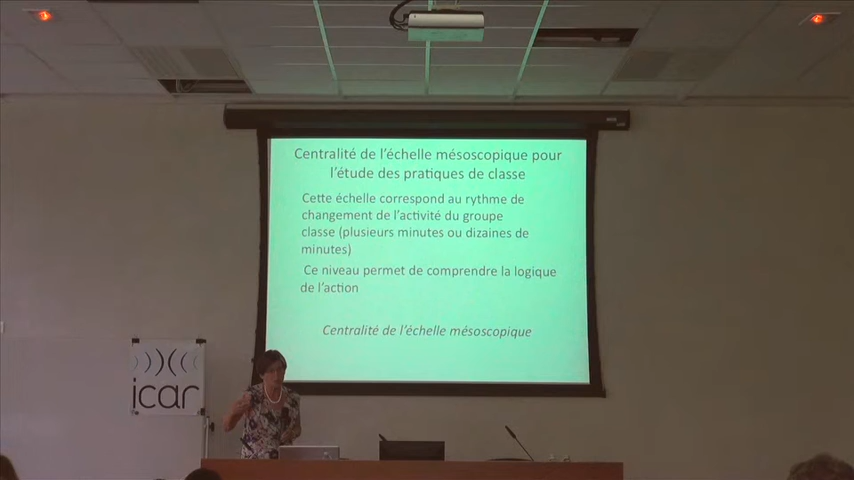 Centralité de l'échelle mésoscopique pour
l'étude des pratiques de classe
Cette échelle correspond au rythme de
changement de l'activité du groupe
classe (plusieurs minutes ou dizaines de
minutes)
Ce niveau permet de comprendre la logique
de l'action
Centralité de l'échelle mésoscopique
icar